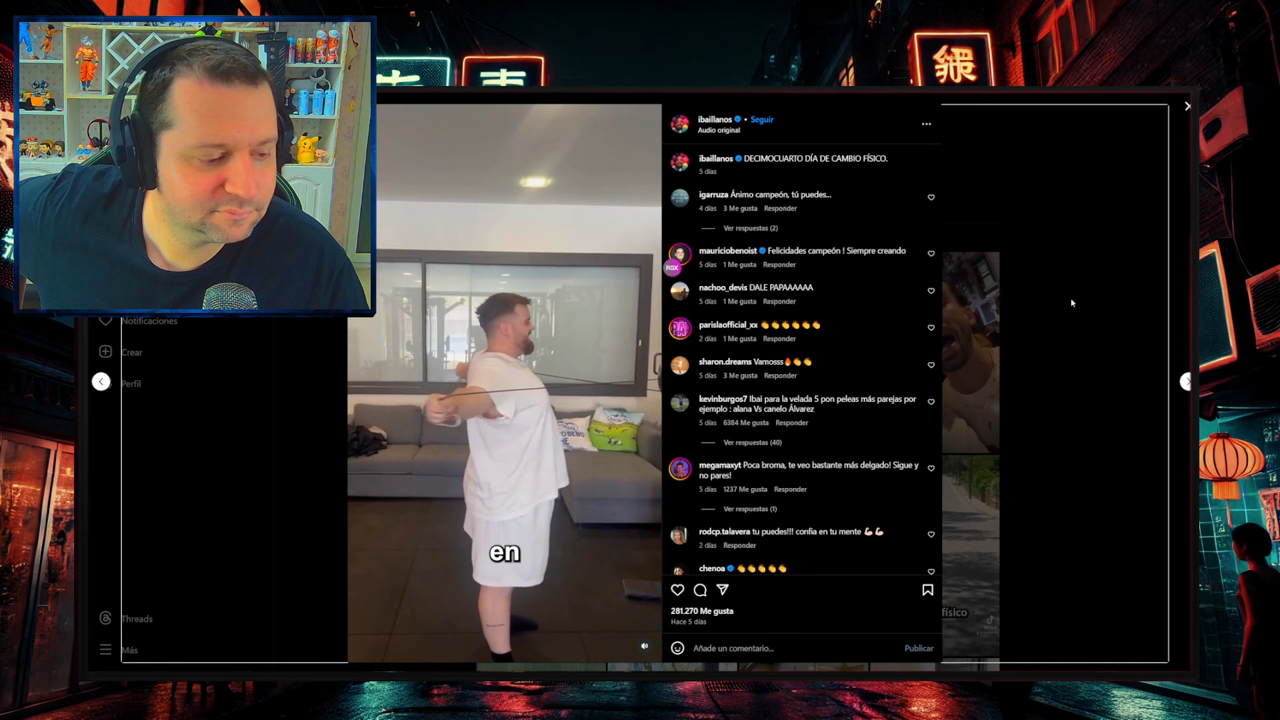 東
ibaillanos • Seguir
Audio original
ibaillanos DECIMOCUARTO DÍA DE CAMBIO FÍSICO.
5 días
igarruza Ánimo campeón, tú puedes...
4 días 3 Me gusta Responder
Ver respuestas (2)
mauriciobenoist Felicidades campeón ! Siempre creando
5 días 1 Me gusta Responder
nachoo_devis DALE PAPAAAAAA
5 días 1 Me gusta Responder
parislaofficial_xx 👏👏👏👏👏👏
2 días 1 Me gusta Responder
sharon.dreams Vamosss🔥👏👏
5 días 3 Me gusta Responder
kevinburgos7 Ibai para la velada 5 pon peleas más parejas por
ejemplo : alana Vs canelo Álvarez
5 días 6384 Me gusta Responder
Ver respuestas (40)
megamaxyt Poca broma, te veo bastante más delgado! Sigue y
no pares!
5 días 1237 Me gusta Responder
Ver respuestas (1)
rodcp.talavera tu puedes!!! confia en tu mente 💪🏻💪🏻
2 días Responder
chenoa 👏👏👏👏👏
281.270 Me gusta
Hace 5 días
Añade un comentario...
Publicar
Notificaciones
Crear
Perfil
Threads
Más
en
físico